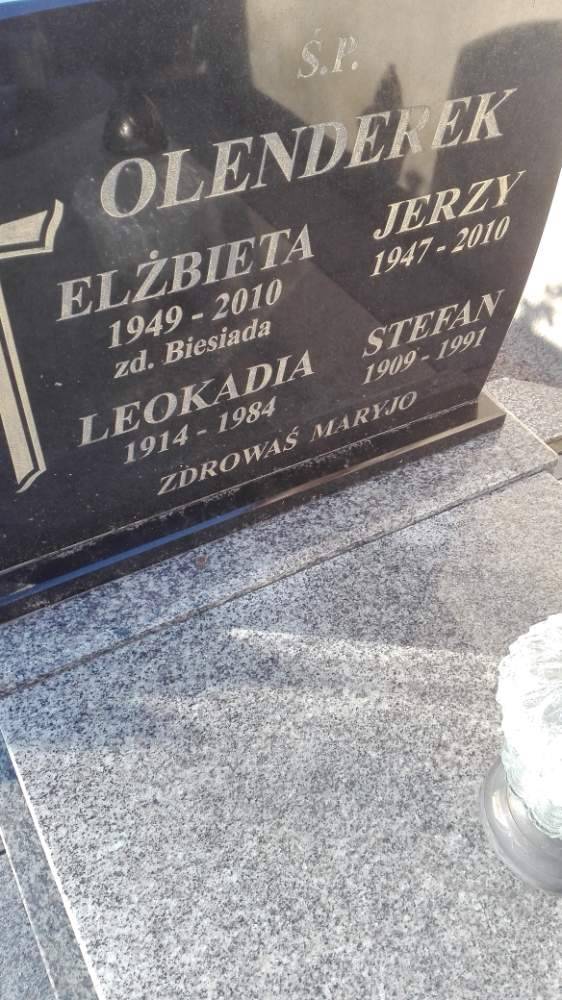 Ś.P.
OLENDEREK
ELŻBIETA JERZY
1949 - 2010 1947 - 2010
zd. Biesiada
LEOKADIA STEFAN
1914 - 1984 1909 - 1991
ZDROWAŚ MARYJO